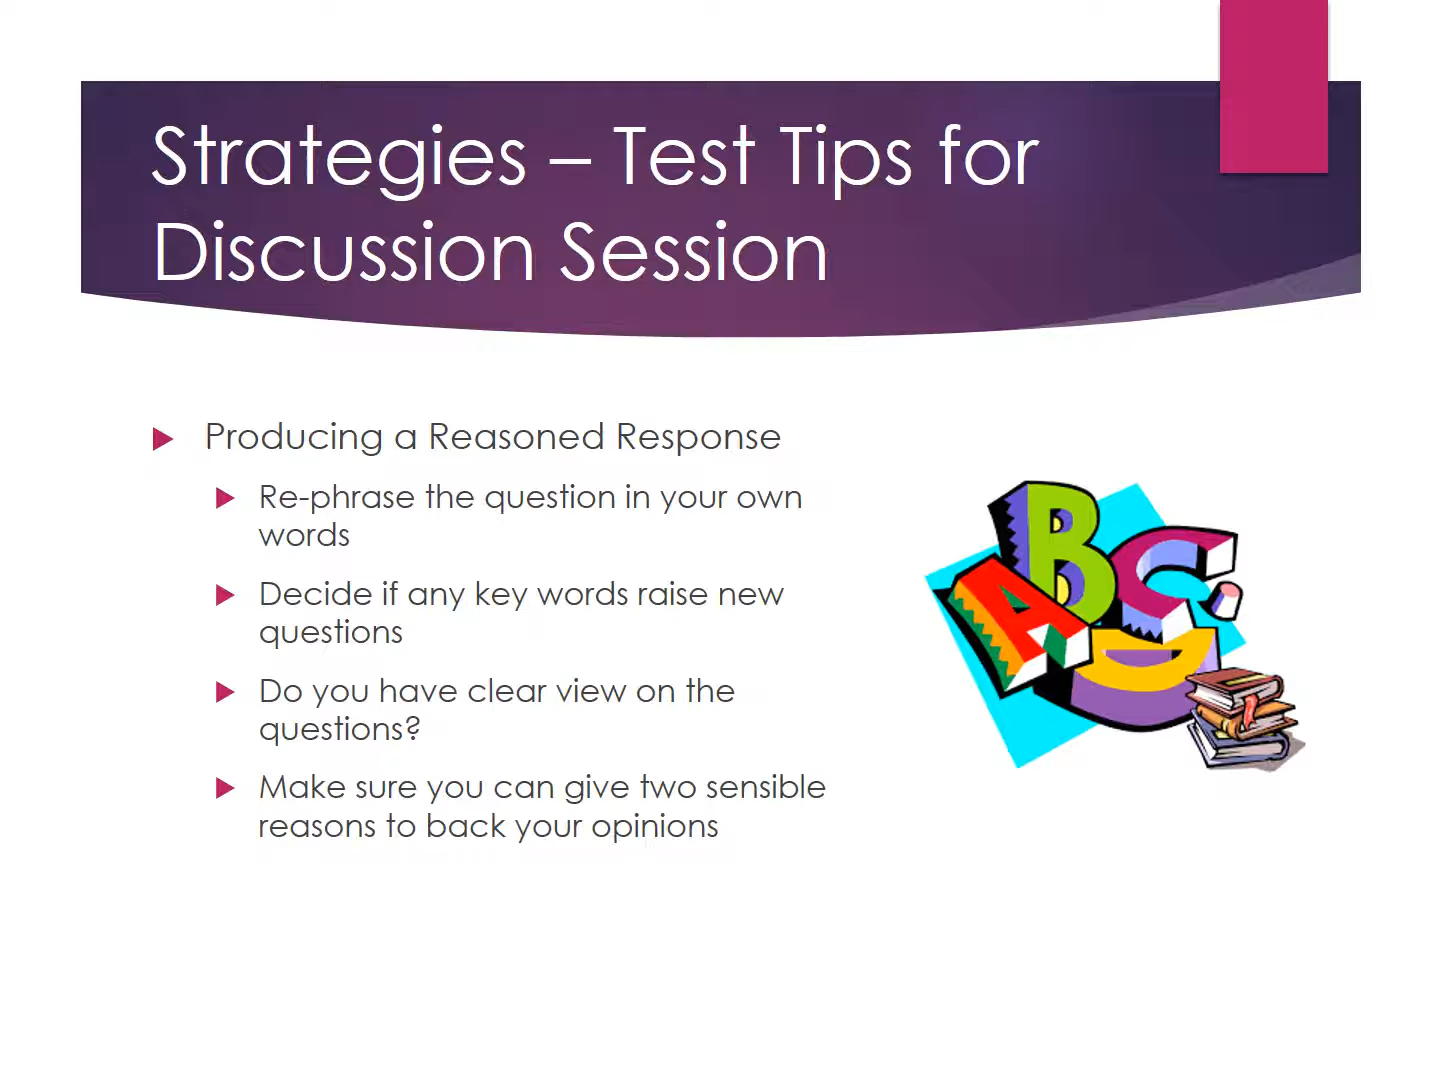 Strategies – Test Tips for
Discussion Session
Producing a Reasoned Response
Re-phrase the question in your own
words
Decide if any key words raise new
questions
Do you have clear view on the
questions?
Make sure you can give two sensible
reasons to back your opinions
ABCD